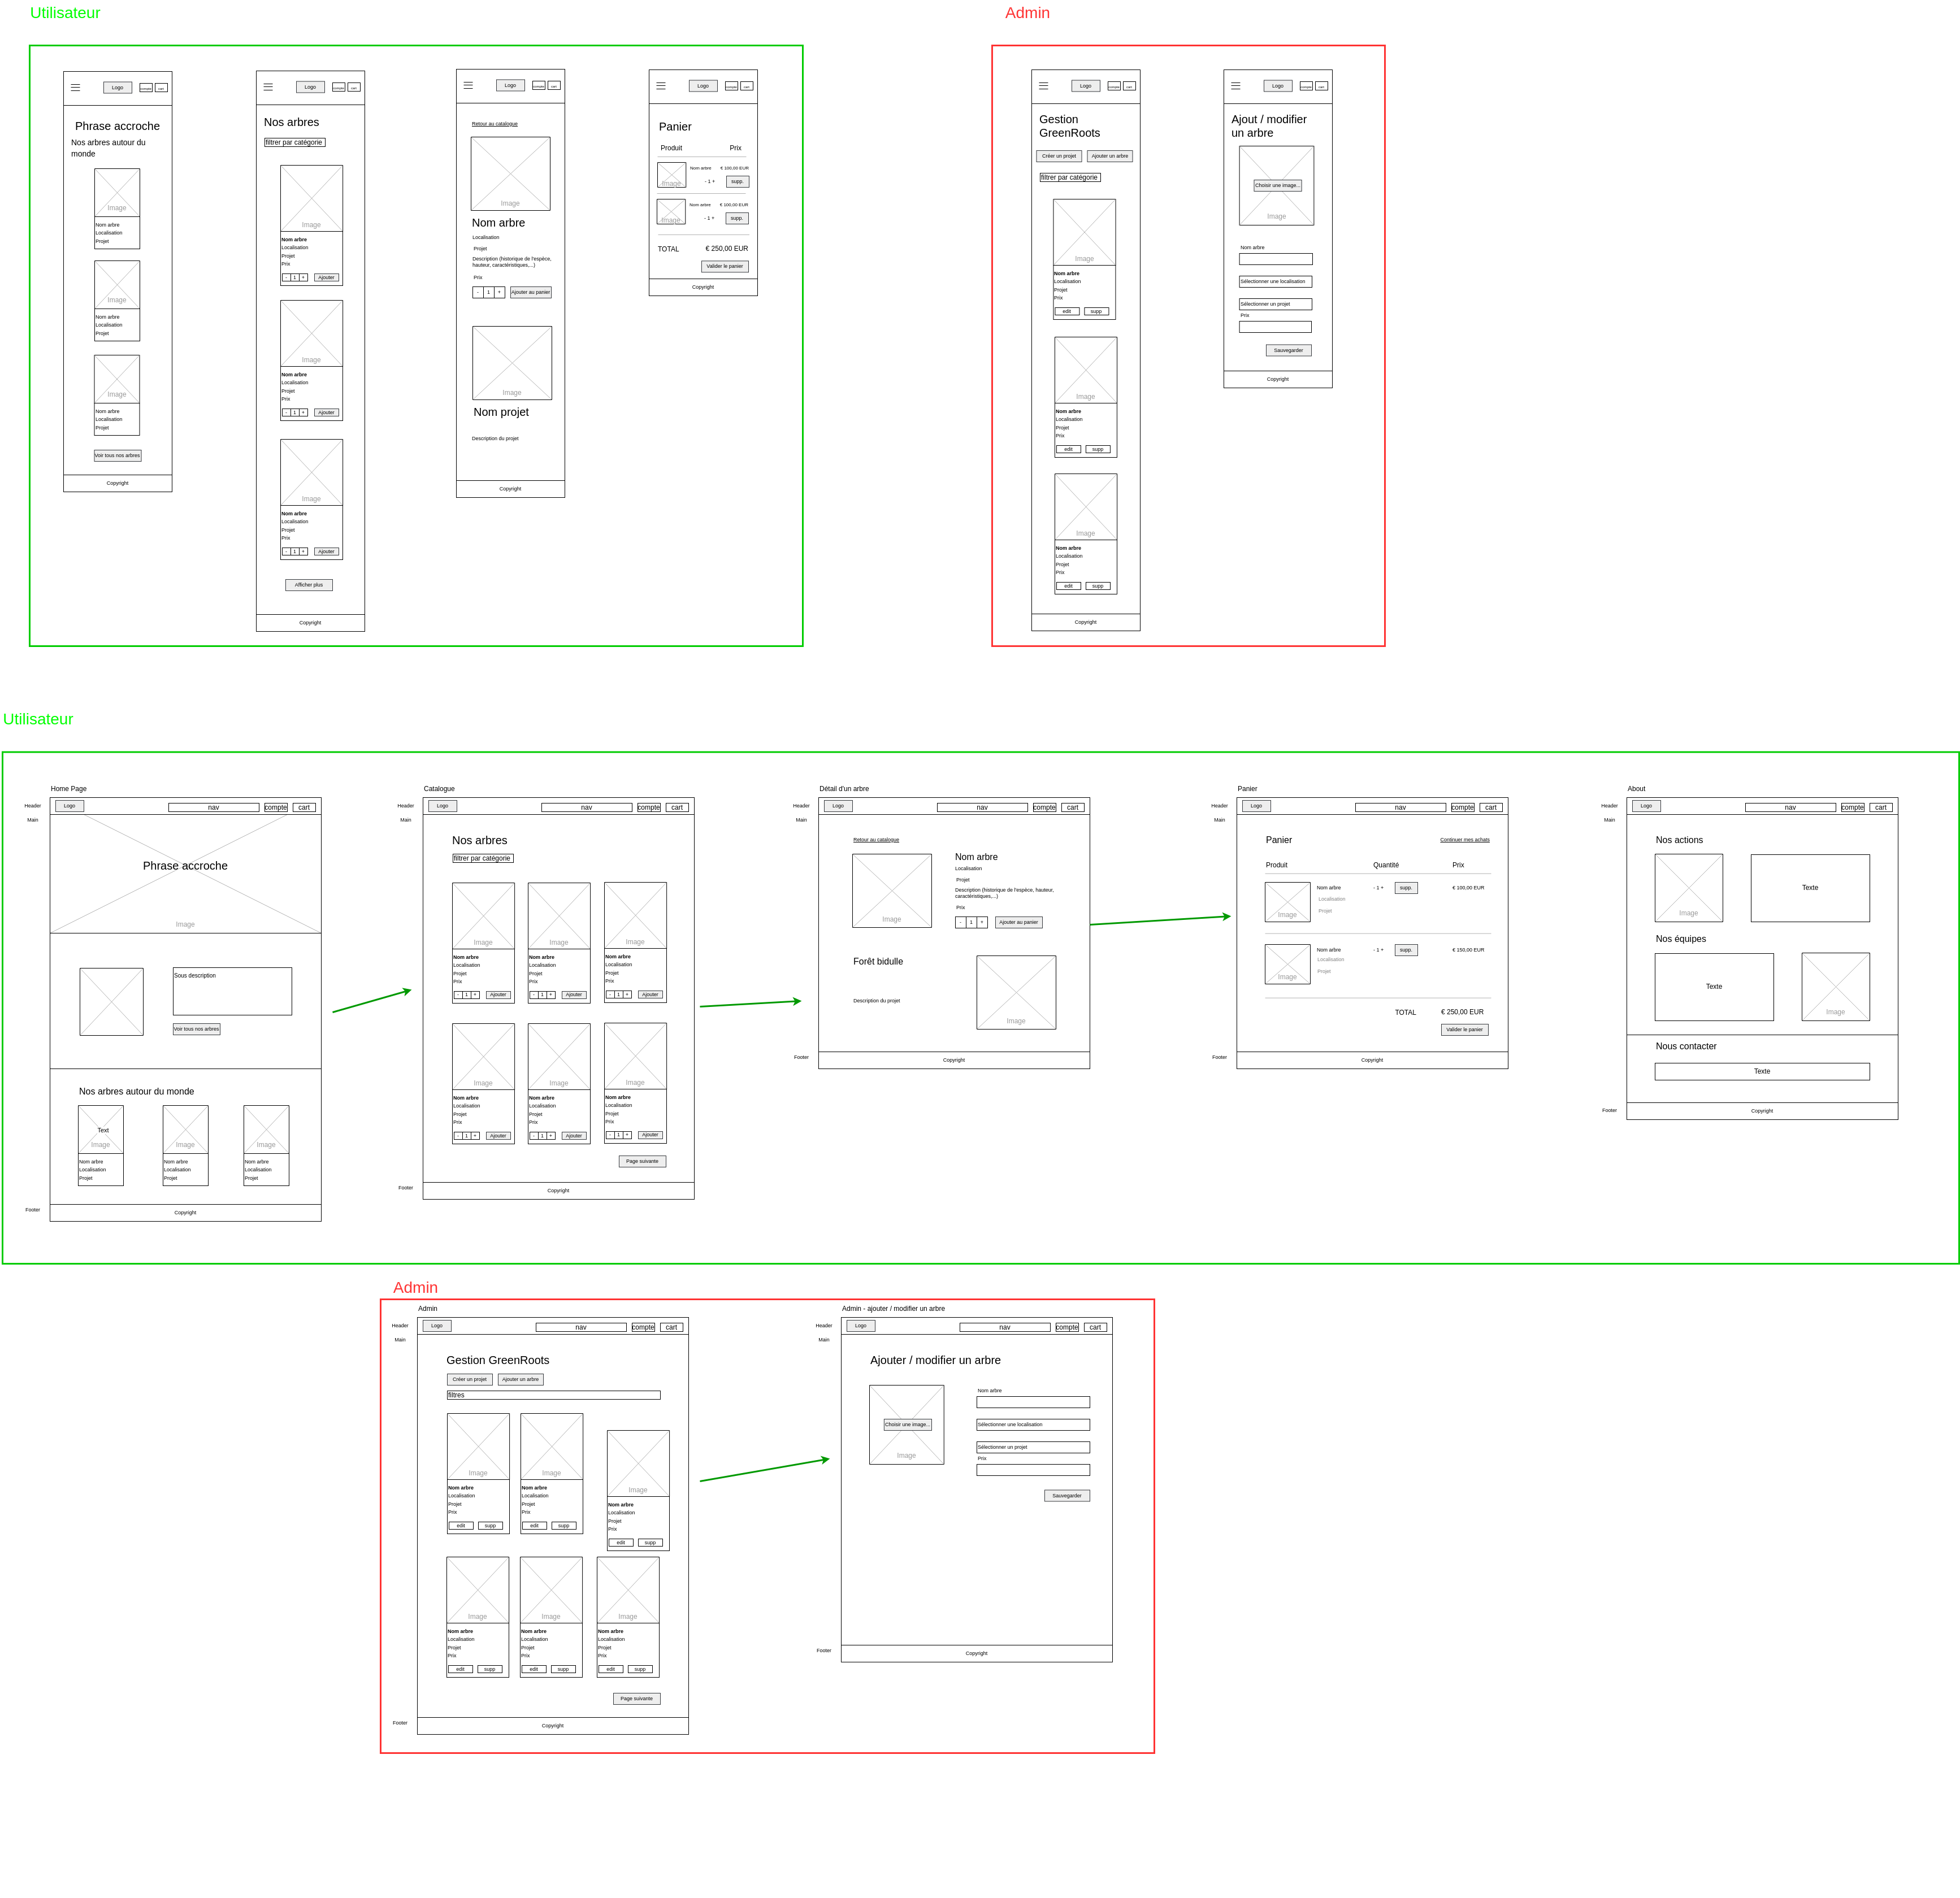 Utilisateur
Admin
Logo
compte
cart
Phrase accroche
Nos arbres autour du
monde
Image
Nom arbre
Localisation
Projet
Image
Nom arbre
Localisation
Projet
Image
Nom arbre
Localisation
Projet
Voir tous nos arbres
Copyright
Logo
compte
cart
Nos arbres
filtrer par catégorie
Image
Nom arbre
Localisation
Projet
Prix
- 1 + Ajouter
Image
Nom arbre
Localisation
Projet
Prix
- 1 + Ajouter
Image
Nom arbre
Localisation
Projet
Prix
- 1 + Ajouter
Afficher plus
Copyright
Logo
compte
cart
Retour au catalogue
Image
Nom arbre
Localisation
Projet
Description (historique de l'espèce,
hauteur, caractéristiques,...)
Prix
- 1 + Ajouter au panier
Image
Nom projet
Description du projet
Copyright
Logo
compte
cart
Panier
Produit Prix
Image
Nom arbre € 100,00 EUR
- 1 + supp.
Image
Nom arbre € 100,00 EUR
- 1 + supp.
TOTAL € 250,00 EUR
Valider le panier
Copyright
Logo
compte
cart
Gestion
GreenRoots
Créer un projet Ajouter un arbre
filtrer par catégorie
Image
Nom arbre
Localisation
Projet
Prix
edit supp
Image
Nom arbre
Localisation
Projet
Prix
edit supp
Image
Nom arbre
Localisation
Projet
Prix
edit supp
Copyright
Logo
compte
cart
Ajout / modifier
un arbre
Choisir une image...
Image
Nom arbre
Sélectionner une localisation
Sélectionner un projet
Prix
Sauvegarder
Copyright
Utilisateur
Home Page
Header
Main
Logo nav compte cart
Phrase accroche
Image
Sous description
Voir tous nos arbres
Nos arbres autour du monde
Text
Image Image Image
Nom arbre Nom arbre Nom arbre
Localisation Localisation Localisation
Projet Projet Projet
Footer
Copyright
Catalogue
Header
Main
Logo nav compte cart
Nos arbres
filtrer par catégorie
Image Image Image
Nom arbre Nom arbre Nom arbre
Localisation Localisation Localisation
Projet Projet Projet
Prix Prix Prix
- 1 + Ajouter - 1 + Ajouter - 1 + Ajouter
Image Image Image
Nom arbre Nom arbre Nom arbre
Localisation Localisation Localisation
Projet Projet Projet
Prix Prix Prix
- 1 + Ajouter - 1 + Ajouter - 1 + Ajouter
Page suivante
Footer
Copyright
Détail d'un arbre
Header
Main
Logo nav compte cart
Retour au catalogue
Image
Nom arbre
Localisation
Projet
Description (historique de l'espèce, hauteur,
caractéristiques,...)
Prix
- 1 + Ajouter au panier
Forêt bidulle
Description du projet
Image
Footer
Copyright
Panier
Header
Main
Logo nav compte cart
Panier Continuer mes achats
Produit Quantité Prix
Image
Nom arbre - 1 + supp. € 100,00 EUR
Localisation
Projet
Image
Nom arbre - 1 + supp. € 150,00 EUR
Localisation
Projet
TOTAL € 250,00 EUR
Valider le panier
Footer
Copyright
About
Header
Main
Logo nav compte cart
Nos actions
Image
Texte
Nos équipes
Texte
Image
Nous contacter
Texte
Footer
Copyright
Admin
Admin
Header
Main
Logo nav compte cart
Gestion GreenRoots
Créer un projet Ajouter un arbre
filtres
Image Image Image
Nom arbre Nom arbre Nom arbre
Localisation Localisation Localisation
Projet Projet Projet
Prix Prix Prix
edit supp edit supp edit supp
Image Image Image
Nom arbre Nom arbre Nom arbre
Localisation Localisation Localisation
Projet Projet Projet
Prix Prix Prix
edit supp edit supp edit supp
Page suivante
Footer
Copyright
Admin - ajouter / modifier un arbre
Header
Main
Logo nav compte cart
Ajouter / modifier un arbre
Choisir une image...
Image
Nom arbre
Sélectionner une localisation
Sélectionner un projet
Prix
Sauvegarder
Footer
Copyright